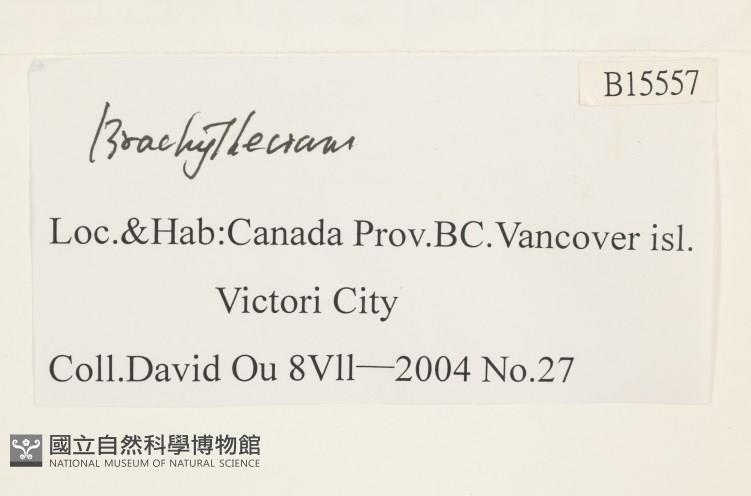 B15557
Brachythecium
Loc.&Hab:Canada Prov.BC.Vancover isl.
Victori City
Coll.David Ou 8Vll—2004 No.27
國立自然科學博物館
NATIONAL MUSEUM OF NATURAL SCIENCE